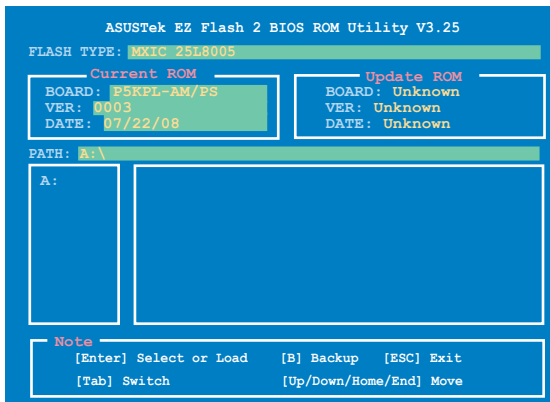 ASUSTek EZ Flash 2 BIOS ROM Utility V3.25
FLASH TYPE: MXIC 25L8005
Current ROM
BOARD: P5KPL-AM/PS
VER: 0003
DATE: 07/22/08
Update ROM
BOARD: Unknown
VER: Unknown
DATE: Unknown
PATH: A:\
A:
Note
[Enter] Select or Load [B] Backup [ESC] Exit
[Tab] Switch [Up/Down/Home/End] Move